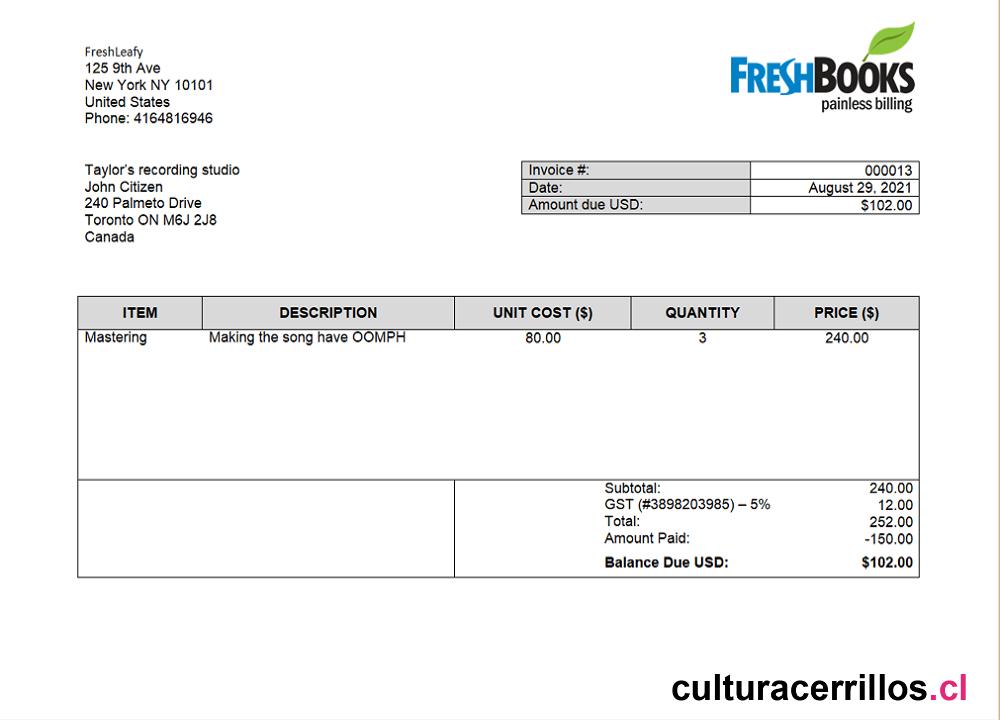 FreshLeafy
125 9th Ave
New York NY 10101
United States
Phone: 4164816946
FRESHBOOKS
painless billing
Taylor's recording studio
John Citizen
240 Palmeto Drive
Toronto ON M6J 2J8
Canada
Invoice #: 000013
Date: August 29, 2021
Amount due USD: $102.00
ITEM DESCRIPTION UNIT COST ($) QUANTITY PRICE ($)
Mastering Making the song have OOMPH 80.00 3 240.00
Subtotal: 240.00
GST (#3898203985) – 5% 12.00
Total: 252.00
Amount Paid: -150.00
Balance Due USD: $102.00
culturacerrillos.cl